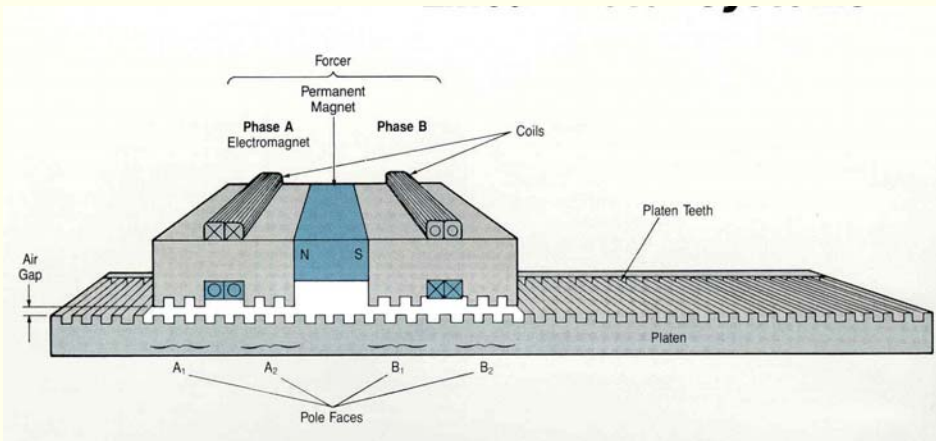 Forcer
Permanent
Magnet
Phase A
Electromagnet
Phase B
Coils
Platen Teeth
N
S
Air
Gap
Platen
A1
A2
B1
B2
Pole Faces